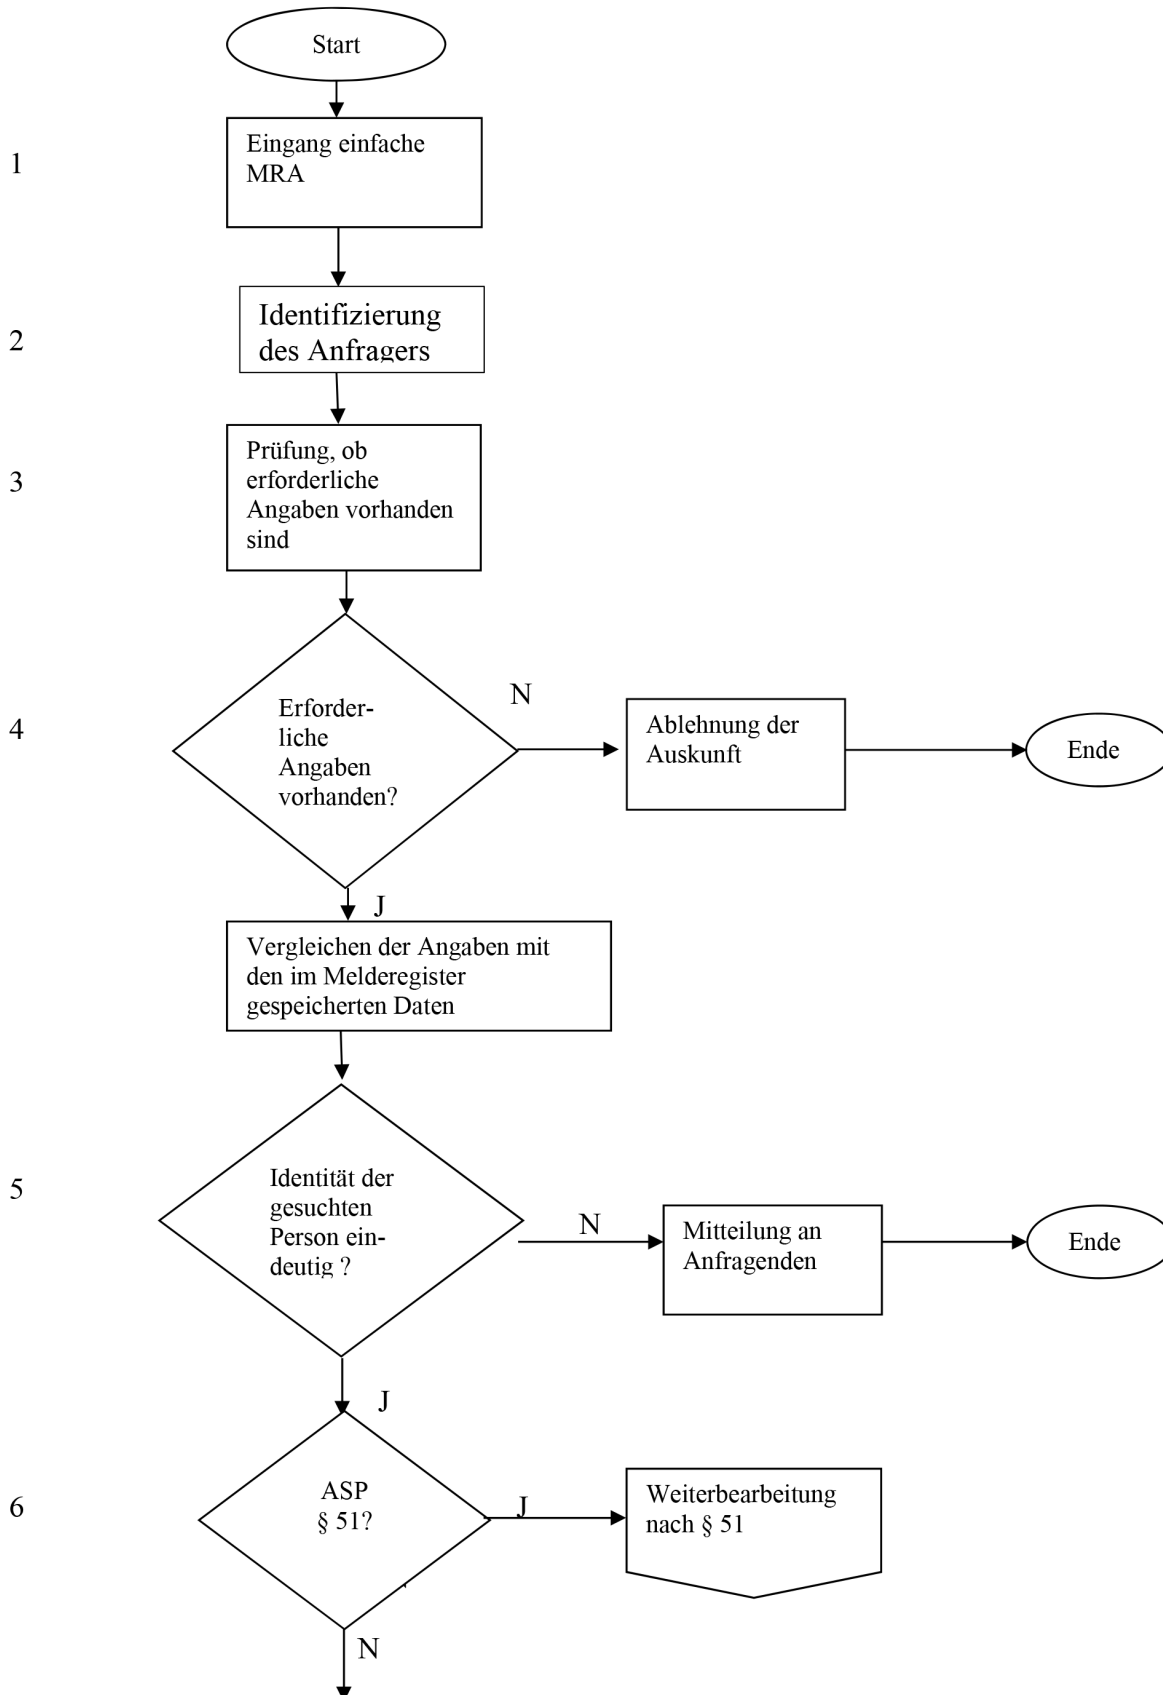 Start
1
Eingang einfache
MRA
2
Identifizierung
des Anfragers
3
Prüfung, ob
erforderliche
Angaben vorhanden
sind
4
Erforder-
liche
Angaben
vorhanden?
N
Ablehnung der
Auskunft
Ende
J
Vergleichen der Angaben mit
den im Melderegister
gespeicherten Daten
5
Identität der
gesuchten
Person ein-
deutig ?
N
Mitteilung an
Anfragenden
Ende
J
6
ASP
§ 51?
J
Weiterbearbeitung
nach § 51
N